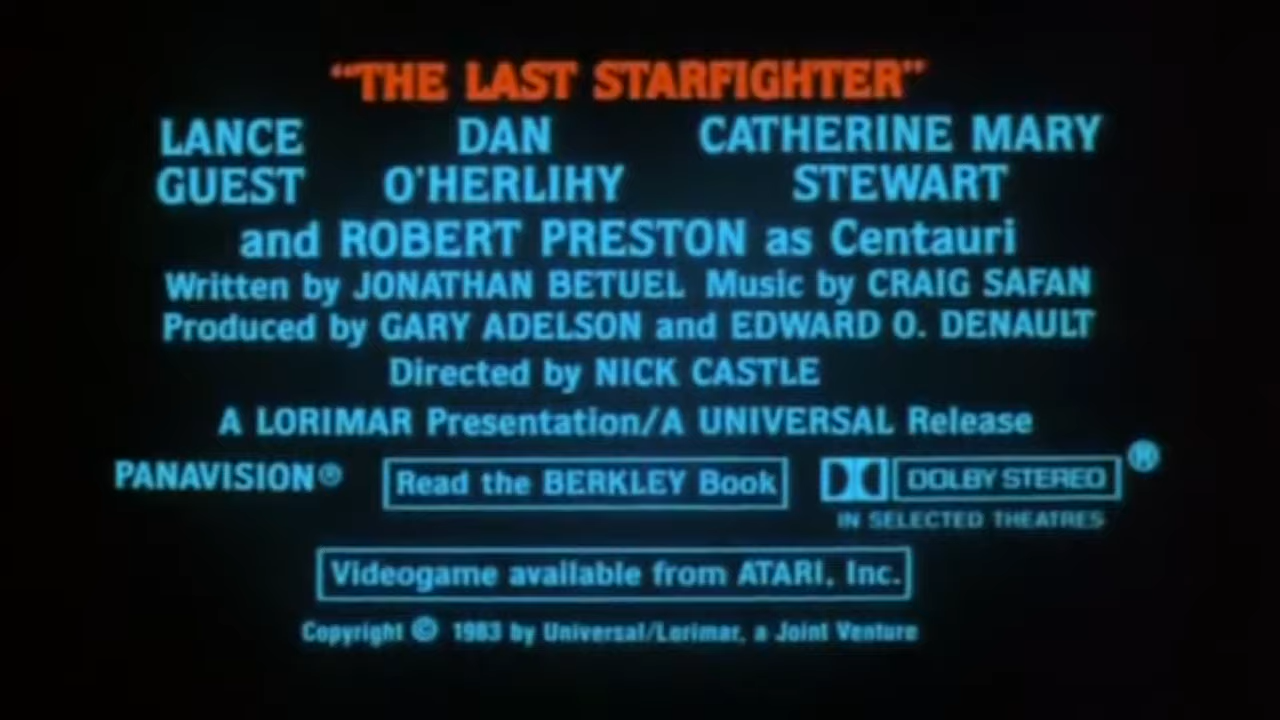 “THE LAST STARFIGHTER”
LANCE GUEST
DAN O'HERLIHY
CATHERINE MARY STEWART
and ROBERT PRESTON as Centauri
Written by JONATHAN BETUEL Music by CRAIG SAFAN
Produced by GARY ADELSON and EDWARD O. DENAULT
Directed by NICK CASTLE
A LORIMAR Presentation/A UNIVERSAL Release
PANAVISION®
Read the BERKLEY Book
DOLBY STEREO ®
IN SELECTED THEATRES
Videogame available from ATARI, Inc.
Copyright © 1983 by Universal/Lorimar, a Joint Venture